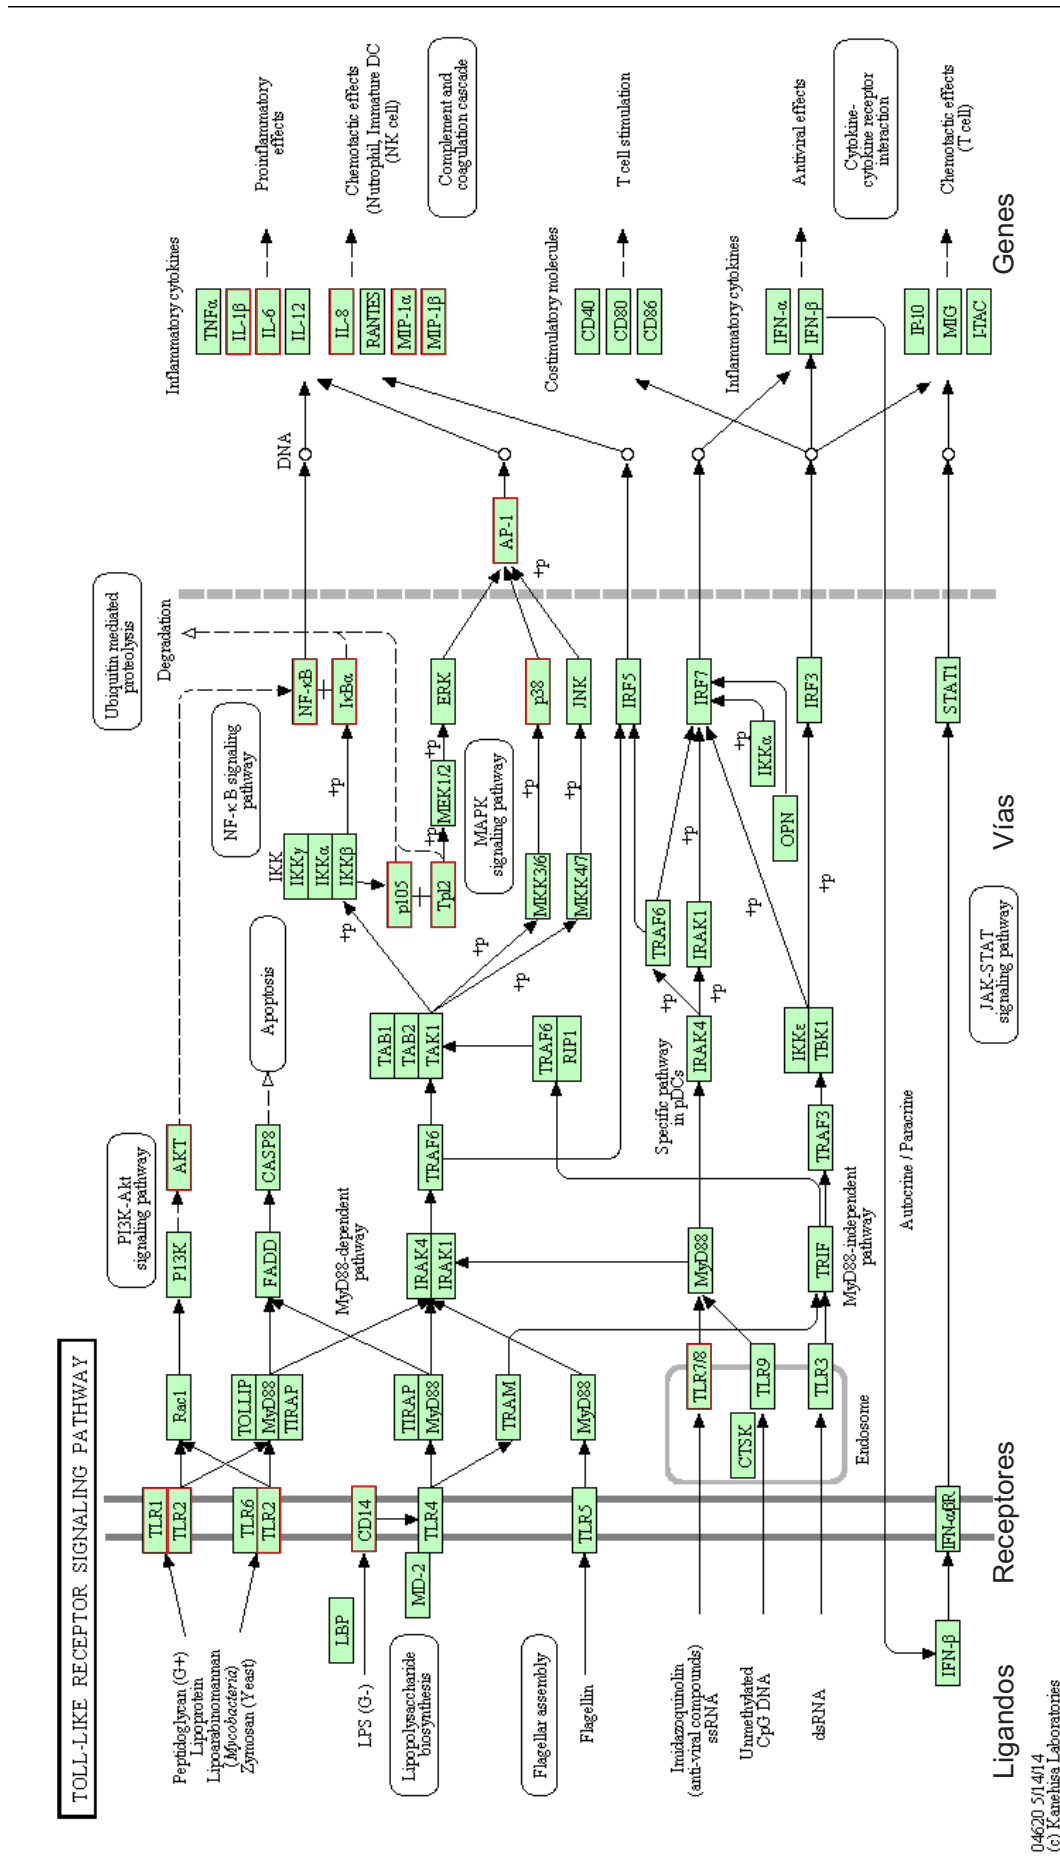 TOLL-LIKE RECEPTOR SIGNALING PATHWAY
Peptidoglycan (G+)
Lipoprotein
Lipoarabinomannan
(Mycobacteria)
Zymosan (Yeast)
TLR1
TLR2
TLR6
TLR2
Rac1
TOLLIP
MyD88
TIRAP
PI3K
FADD
PI3K-Akt
signaling pathway
AKT
CASP8
Apoptosis
LBP
LPS (G-)
CD14
MD-2
TLR4
TIRAP
MyD88
TRAM
Lipopolysaccharide
biosynthesis
Flagellar assembly
Flagellin
TLR5
MyD88
MyD88-dependent
pathway
IRAK4
IRAK1
TRAF6
TAB1
TAB2
TAK1
TRAF6
RIP1
+p
+p
+p
IKK
IKKγ
IKKα
IKKβ
p105
Tpl2
+p
+p
+p
MEK1/2
MKK3/6
MKK4/7
+p
+p
NF-κB signaling
pathway
MAPK
signaling pathway
Ubiquitin mediated
proteolysis
Degradation
NF-κB
IκBα
ERK
p38
JNK
IRF5
+p
AP-1
DNA
Imidazoquinolin
(anti-viral compounds)
ssRNA
Unmethylated
CpG DNA
dsRNA
TLR7/8
CTSK
TLR9
TLR3
Endosome
MyD88
TRIF
MyD88-independent
pathway
TRAF3
Specific pathway
in pDCs
IRAK4
IKKε
TBK1
+p
+p
TRAF6
IRAK1
+p
+p
+p
IRF7
+p
IKKα
OPN
IRF3
Autocrine / Paracrine
IFN-β
IFN-α/βR
JAK-STAT
signaling pathway
STAT1
Inflammatory cytokines
TNFα
IL-1β
IL-6
IL-12
Proinflammatory
effects
IL-8
RANTES
MIP-1α
MIP-1β
Chemotactic effects
(Nutrophil, Immature DC)
(NK cell)
Complement and
coagulation cascade
Costimulatory molecules
CD40
CD80
CD86
T cell stimulation
Inflammatory cytokines
IFN-α
IFN-β
Antiviral effects
Cytokine-
cytokine receptor
interaction
IP-10
MIG
I-TAC
Chemotactic effects
(T cell)
Ligandos
Receptores
Vías
Genes
04620 5/14/14
(c) Kanehisa Laboratories